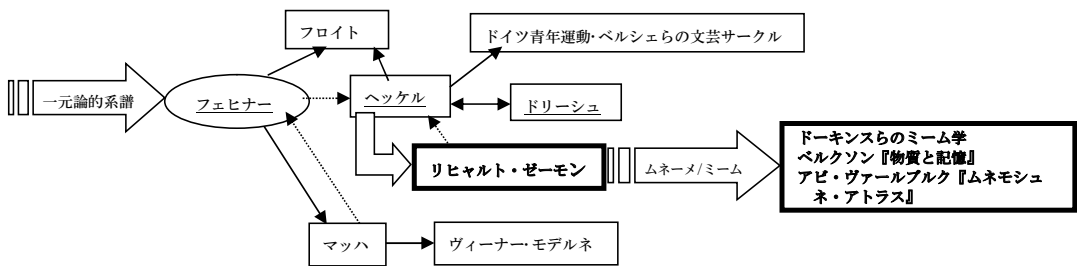 フロイト
ドイツ青年運動・ベルシェらの文芸サークル
一元論的系譜
フェヒナー
ヘッケル
ドリーシュ
リヒャルト・ゼーモン
ムネーメ/ミーム
ドーキンスらのミーム学
ベルクソン『物質と記憶』
アビ・ヴァールブルク『ムネモシュ
ネ・アトラス』
マッハ
ヴィーナー・モデルネ